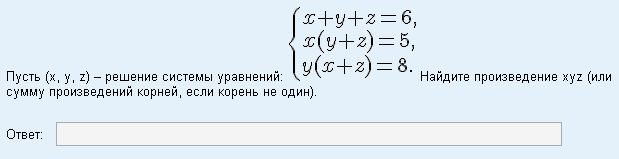 x+y+z=6,
x(y+z)=5,
y(x+z)=8.
Пусть (x, y, z) – решение системы уравнений: Найдите произведение xyz (или
сумму произведений корней, если корень не один).
Ответ: